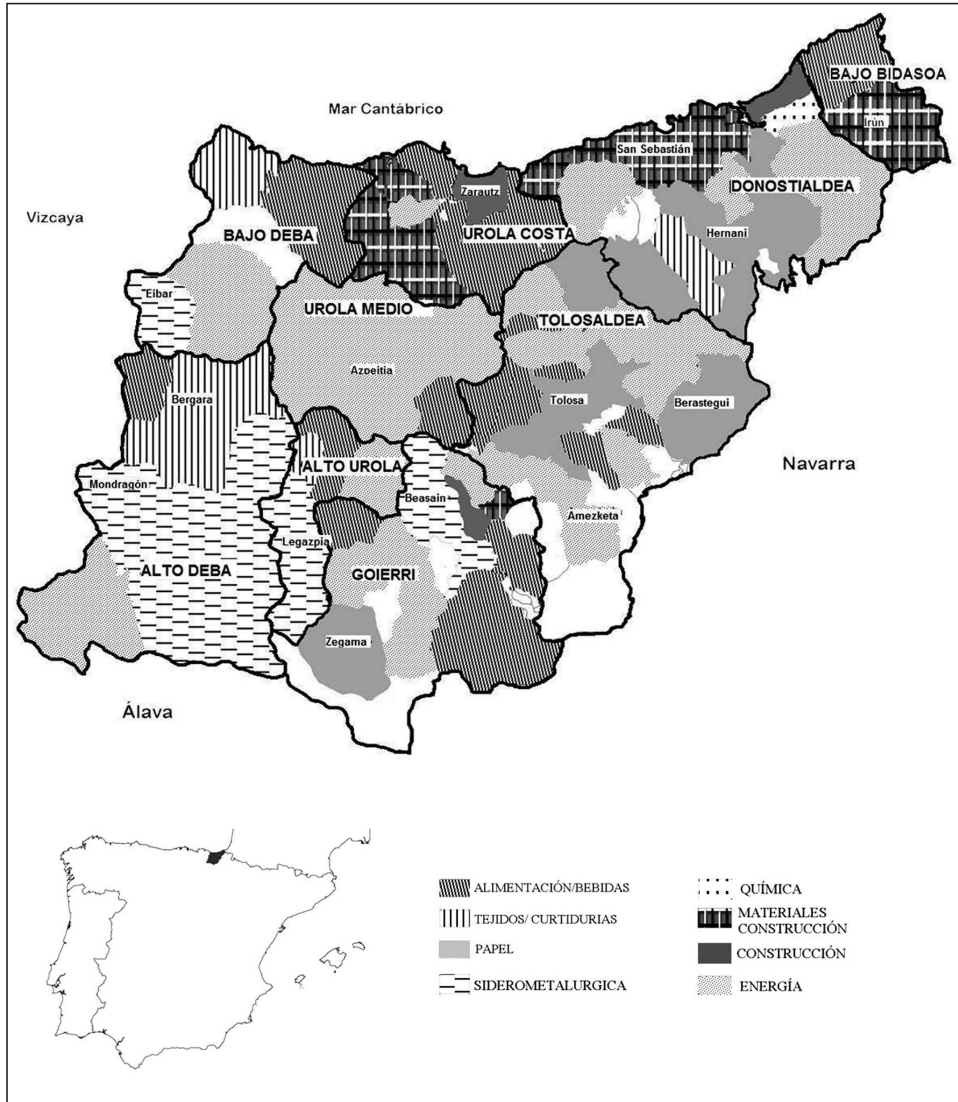 BAJO BIDASOA
Mar Cantábrico
Irún
San Sebastián
DONOSTIALDEA
Zarautz
Vizcaya
BAJO DEBA
UROLA COSTA
Hernani
Eibar
UROLA MEDIO
TOLOSALDEA
Azpeitia
Bergara
Tolosa
Berastegui
Navarra
ALTO UROLA
Mondragón
Beasain
Amezketa
Legazpia
ALTO DEBA
GOIERRI
Zegama
Álava
ALIMENTACIÓN/BEBIDAS
TEJIDOS/ CURTIDURIAS
PAPEL
SIDEROMETALURGICA
QUÍMICA
MATERIALES
CONSTRUCCIÓN
CONSTRUCCIÓN
ENERGÍA